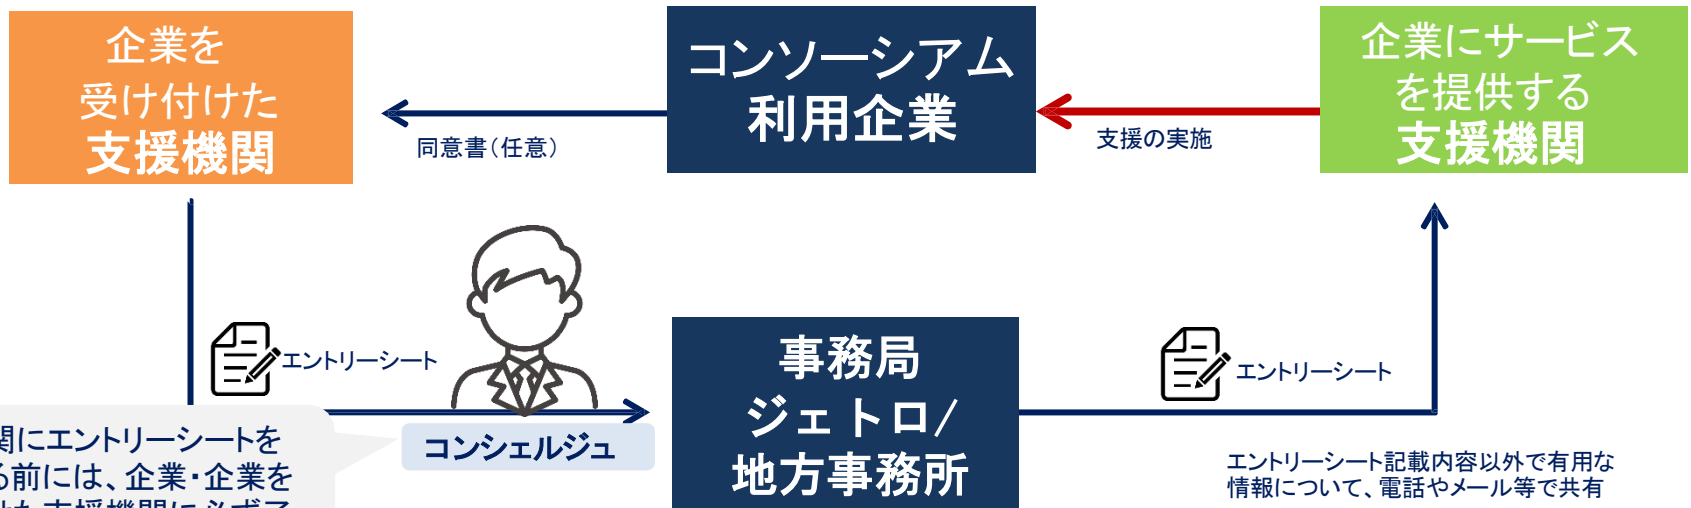 企業を
受け付けた
支援機関
コンソーシアム
利用企業
企業にサービス
を提供する
支援機関
同意書（任意）
支援の実施
エントリーシート
コンシェルジュ
事務局
ジェトロ/
地方事務所
エントリーシート
関にエントリーシートを
る前には、企業・企業を
エントリーシート記載内容以外で有用な
情報について、電話やメール等で共有